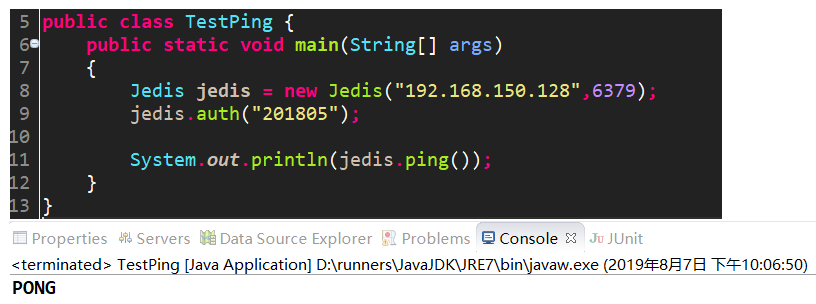 5 public class TestPing {
6 public static void main(String[] args)
7 {
8 Jedis jedis = new Jedis("192.168.150.128",6379);
9 jedis.auth("201805");
10
11 System.out.println(jedis.ping());
12 }
13 }
Properties Servers Data Source Explorer Problems Console JUnit
<terminated> TestPing [Java Application] D:\runners\JavaJDK\JRE7\bin\javaw.exe (2019年8月7日 下午10:06:50)
PONG